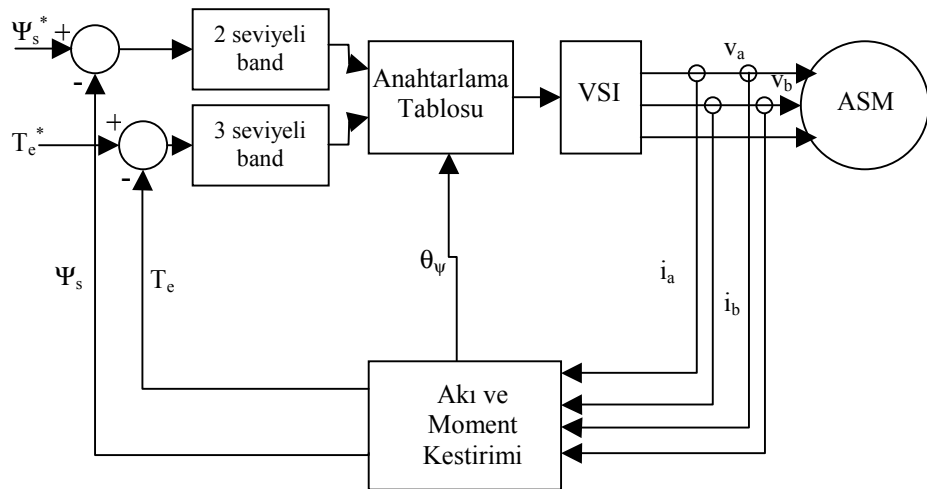 Ψs*
+
-
2 seviyeli
band
Te*
+
-
3 seviyeli
band
Anahtarlama
Tablosu
VSI
va
vb
ASM
Ψs
Te
θψ
ia
ib
Akı ve
Moment
Kestirimi